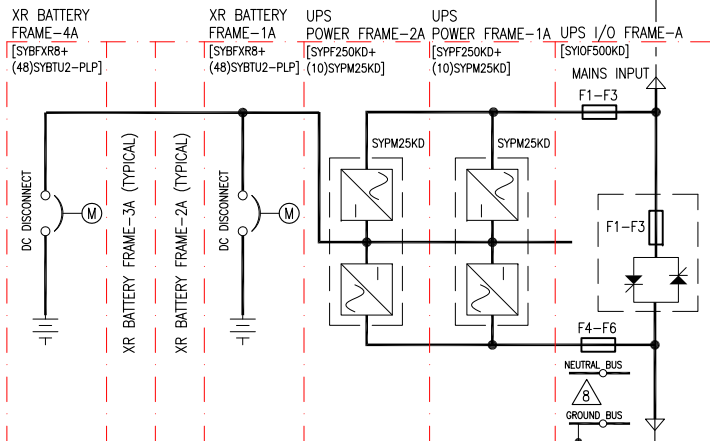 XR BATTERY
FRAME-4A
[SYBFXR8+
(48)SYBTU2-PLP]
XR BATTERY
FRAME-1A
[SYBFXR8+
(48)SYBTU2-PLP]
UPS
POWER FRAME-2A
[SYPF250KD+
(10)SYPM25KD]
UPS
POWER FRAME-1A
[SYPF250KD+
(10)SYPM25KD]
UPS I/O FRAME-A
[SYIOF500KD]
MAINS INPUT
F1-F3
SYPM25KD
SYPM25KD
DC DISCONNECT
M
XR BATTERY FRAME-3A (TYPICAL)
XR BATTERY FRAME-2A (TYPICAL)
DC DISCONNECT
M
F1-F3
F4-F6
NEUTRAL BUS
8
GROUND BUS